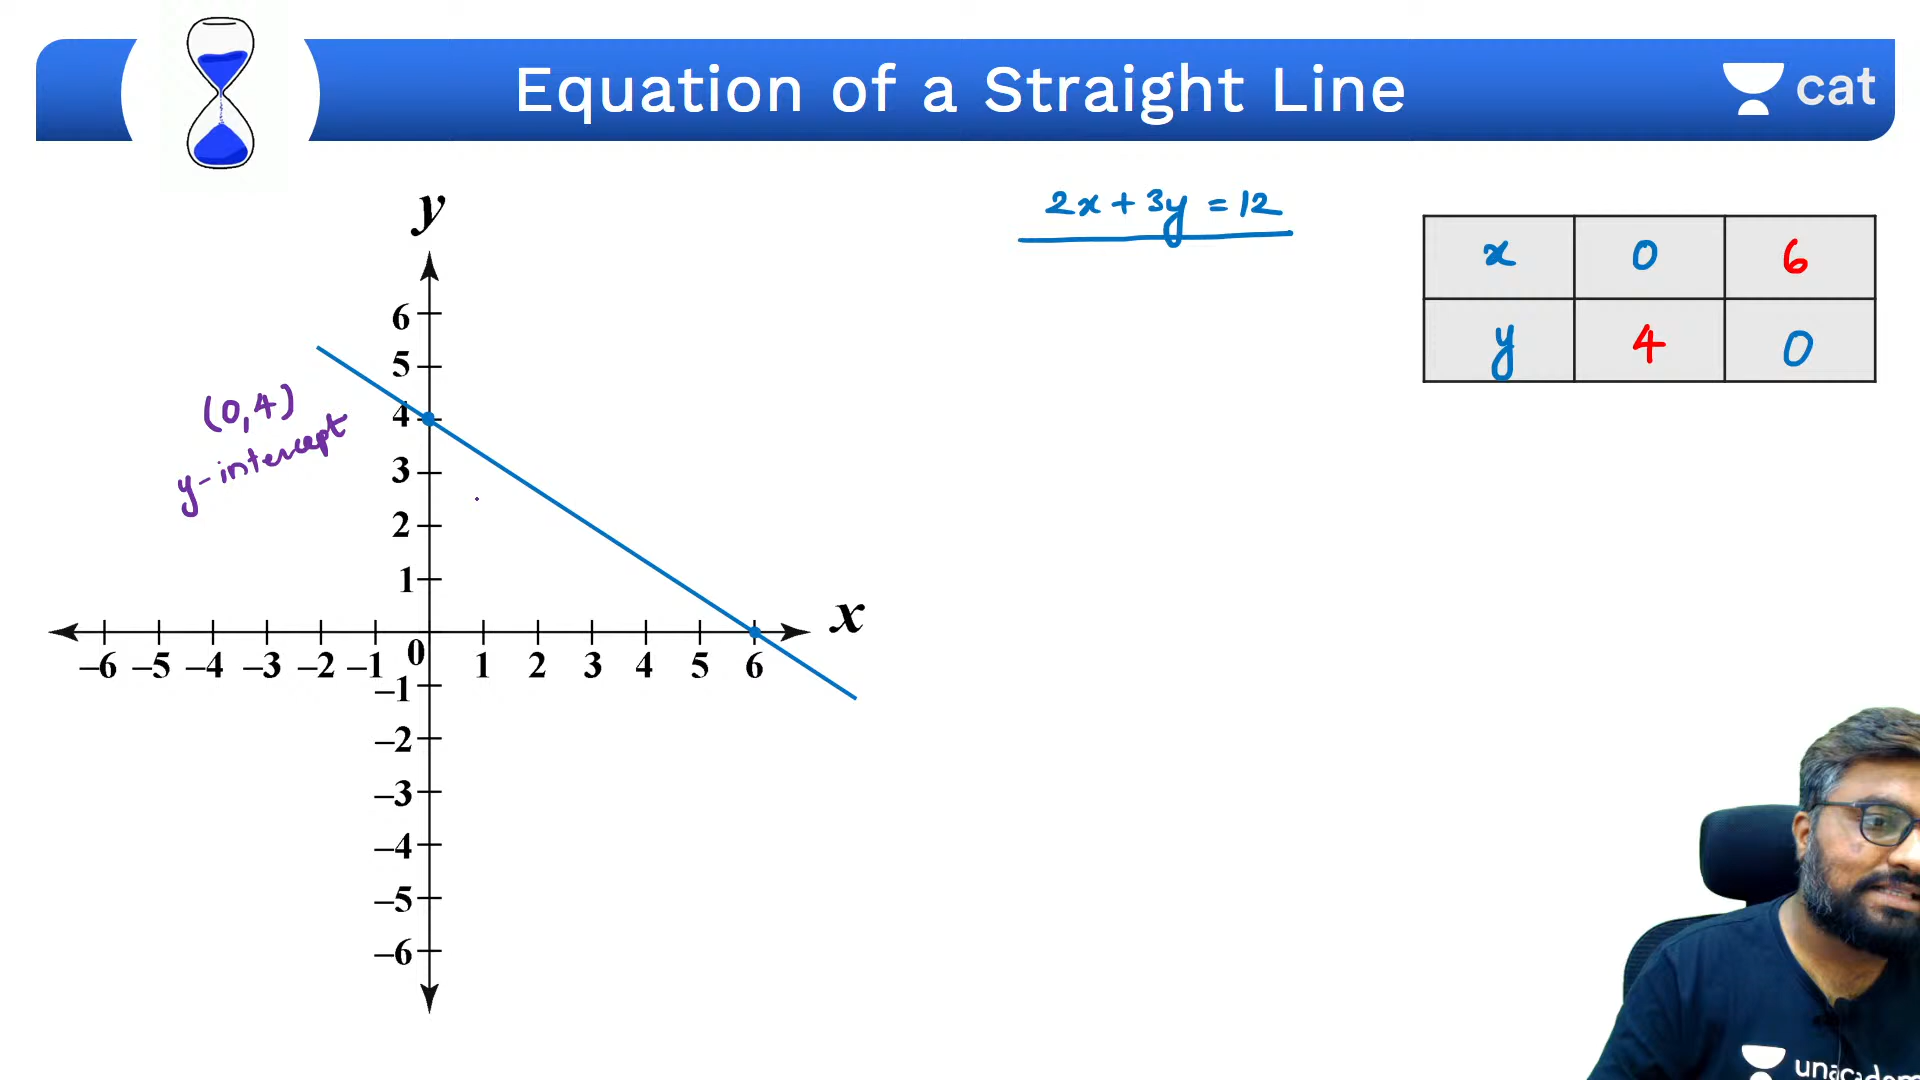 Equation of a Straight Line
cat
y
2x + 3y = 12
x 0 6
y 4 0
6
5
4
3
2
1
(0,4)
y-intercept
x
–6 –5 –4 –3 –2 –1 0 1 2 3 4 5 6
–1
–2
–3
–4
–5
–6
unacadem